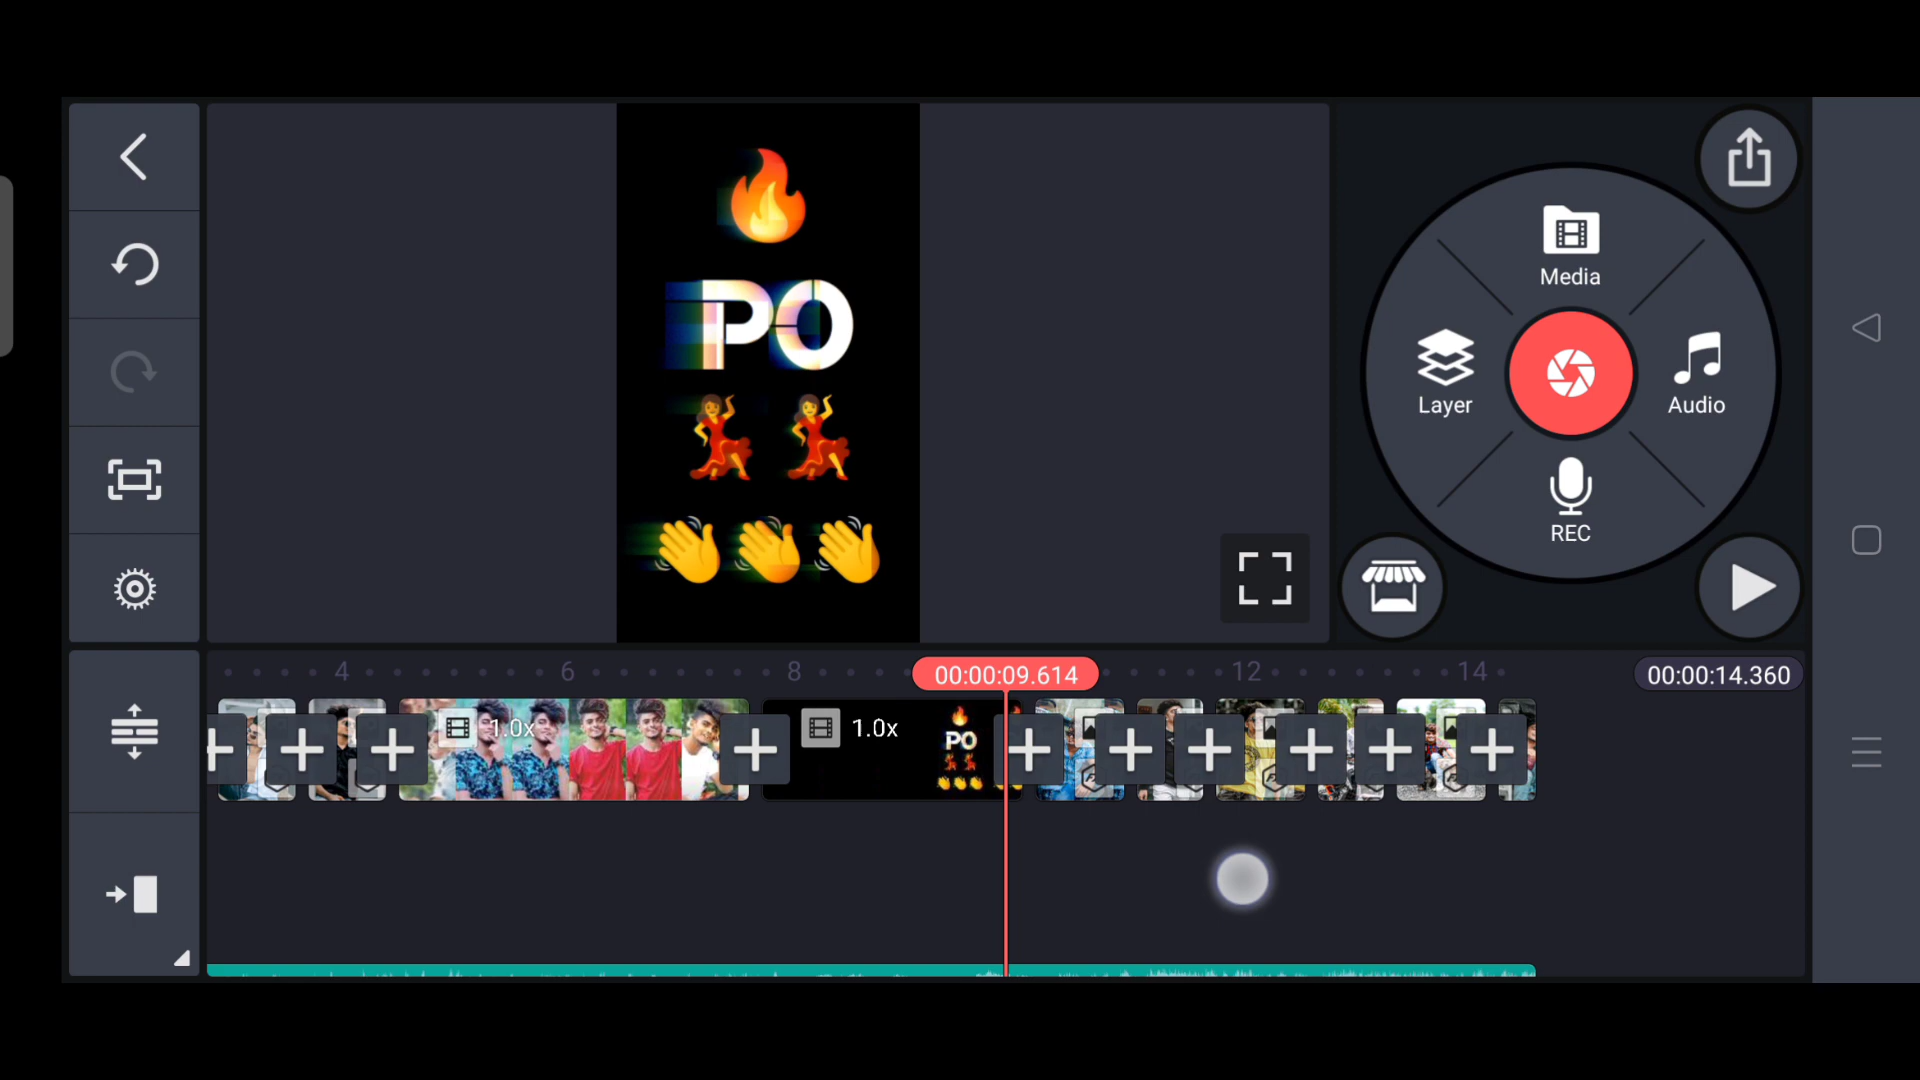 PO
Media
Layer
Audio
REC
4
6
8
00:00:09.614
12
14
00:00:14.360
1.0x
1.0x
PO